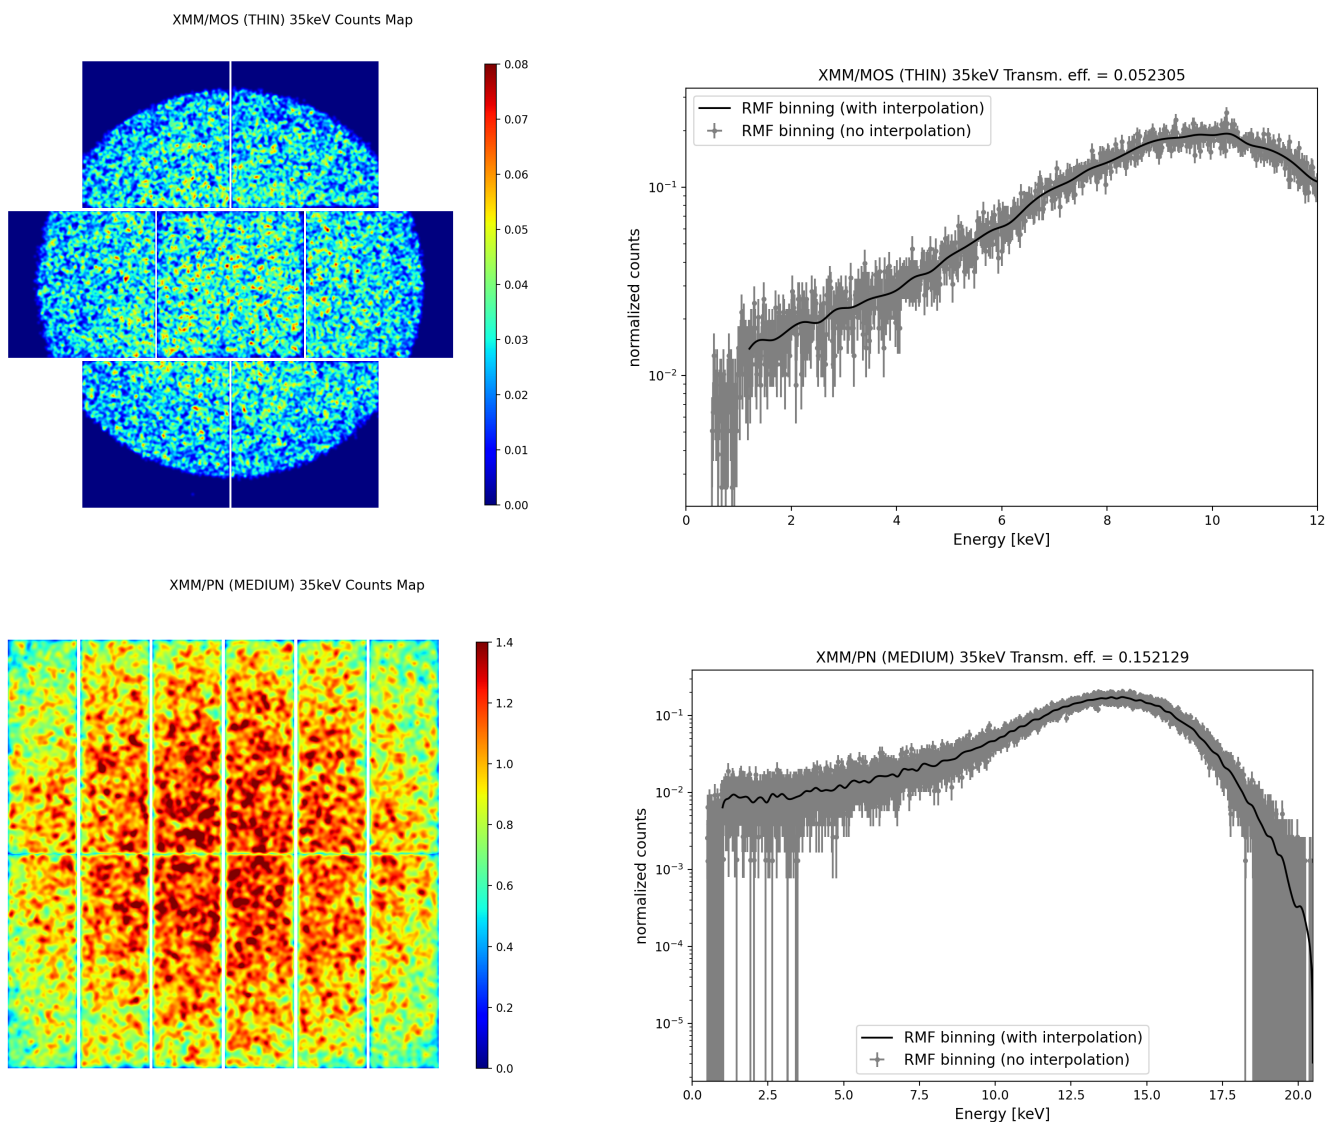 XMM/MOS (THIN) 35keV Counts Map
0.08
0.07
0.06
0.05
0.04
0.03
0.02
0.01
0.00
XMM/MOS (THIN) 35keV Transm. eff. = 0.052305
RMF binning (with interpolation)
RMF binning (no interpolation)
normalized counts
10⁻¹
10⁻²
0 2 4 6 8 10 12
Energy [keV]
XMM/PN (MEDIUM) 35keV Counts Map
1.4
1.2
1.0
0.8
0.6
0.4
0.2
0.0
XMM/PN (MEDIUM) 35keV Transm. eff. = 0.152129
normalized counts
10⁻¹
10⁻²
10⁻³
10⁻⁴
10⁻⁵
RMF binning (with interpolation)
RMF binning (no interpolation)
0.0 2.5 5.0 7.5 10.0 12.5 15.0 17.5 20.0
Energy [keV]